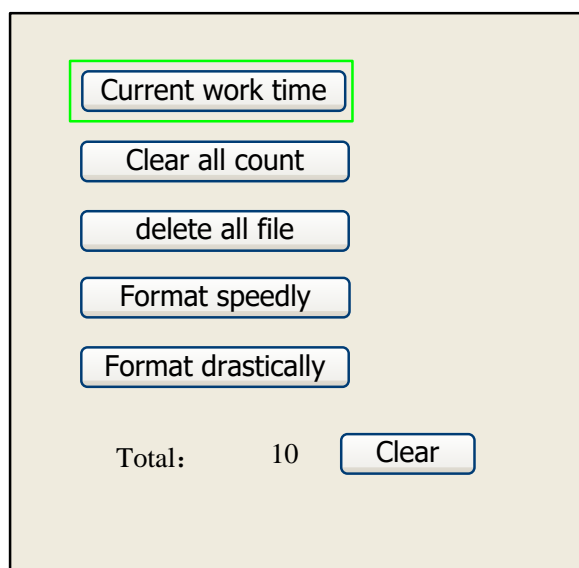 Current work time
Clear all count
delete all file
Format speedly
Format drastically
Total： 10 Clear